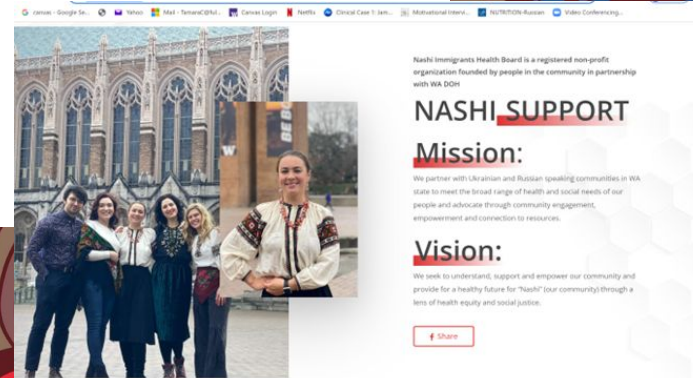 canvas - Google Se...
Yahoo
Mail - TamaraC@ful...
Canvas Login
Netflix
Clinical Case 1: Jam...
Motivational Intervi...
NUTRITION-Russian
Video Conferencing...
Nashi Immigrants Health Board is a registered non-profit
organization founded by people in the community in partnership
with WA DOH
NASHI SUPPORT
Mission:
We partner with Ukrainian and Russian speaking communities in WA
state to meet the broad range of health and social needs of our
people and advocate through community engagement,
empowerment and connection to resources.
Vision:
We seek to understand, support and empower our community and
provide for a healthy future for "Nashi" (our community) through a
lens of health equity and social justice.
Share
W
BE BO